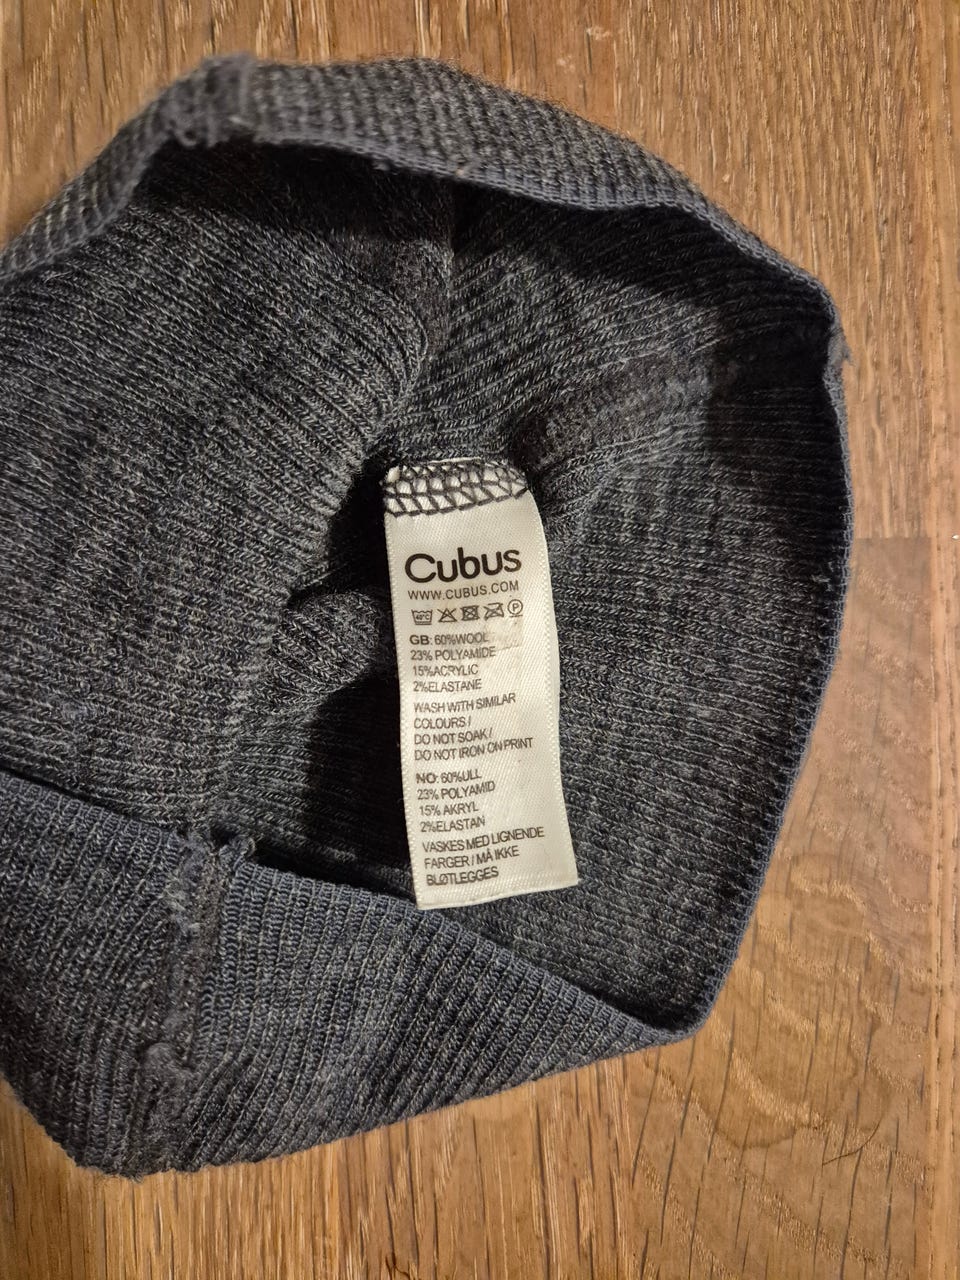 Cubus
WWW.CUBUS.COM
40°C P
GB: 60%WOOL
23% POLYAMIDE
15%ACRYLIC
2%ELASTANE
WASH WITH SIMILAR
COLOURS /
DO NOT SOAK /
DO NOT IRON ON PRINT
NO: 60%ULL
23% POLYAMID
15% AKRYL
2%ELASTAN
VASKES MED LIGNENDE
FARGER / MÅ IKKE
BLØTLEGGES